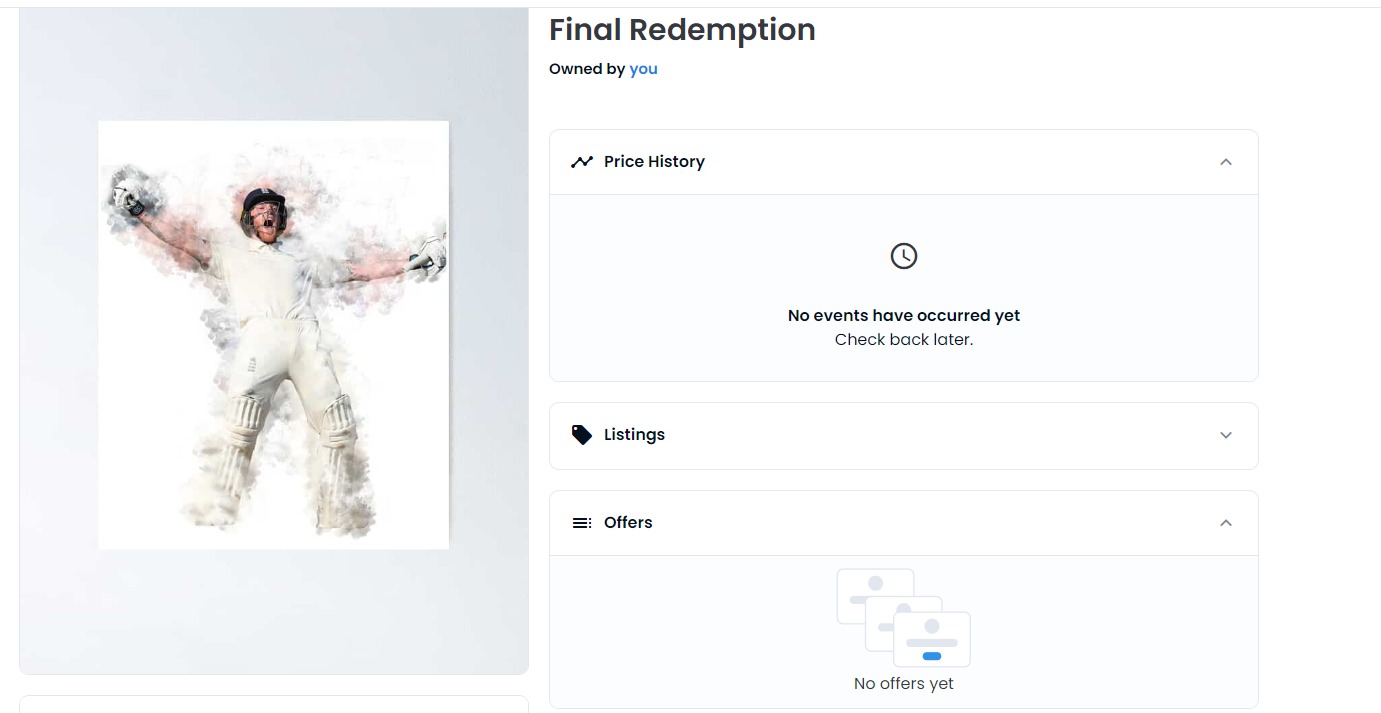 Final Redemption
Owned by you
Price History
No events have occurred yet
Check back later.
Listings
Offers
No offers yet